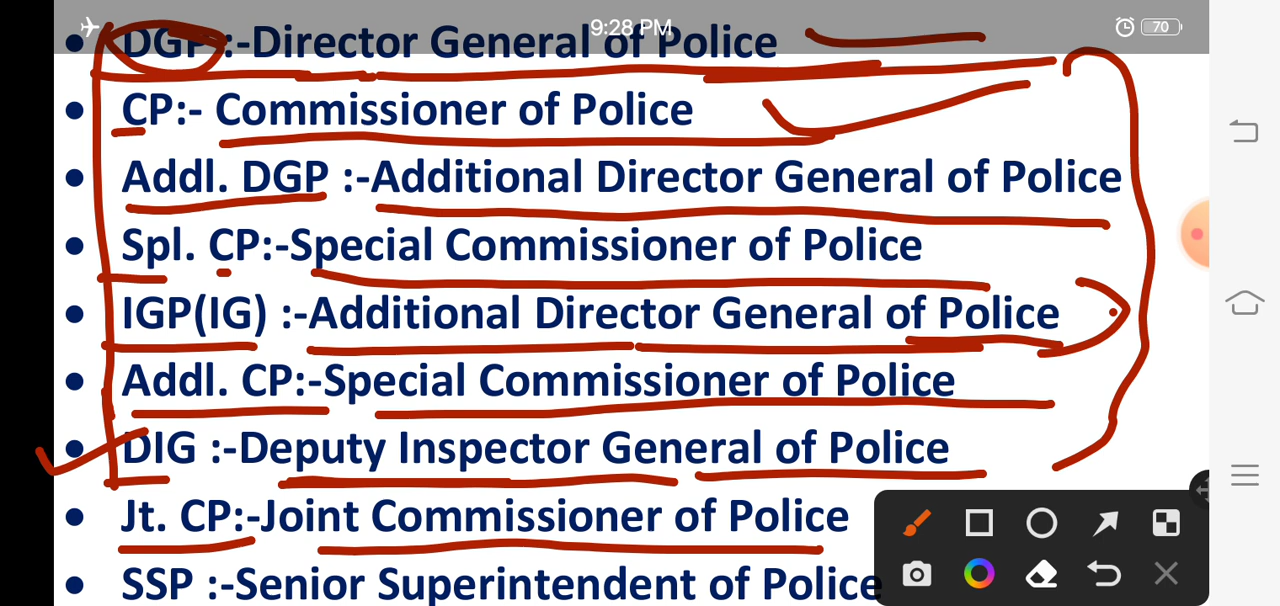 9:28 PM
70
• DGP :-Director General of Police
• CP:- Commissioner of Police
• Addl. DGP :-Additional Director General of Police
• Spl. CP:-Special Commissioner of Police
• IGP(IG) :-Additional Director General of Police
• Addl. CP:-Special Commissioner of Police
• DIG :-Deputy Inspector General of Police
• Jt. CP:-Joint Commissioner of Police
• SSP :-Senior Superintendent of Police